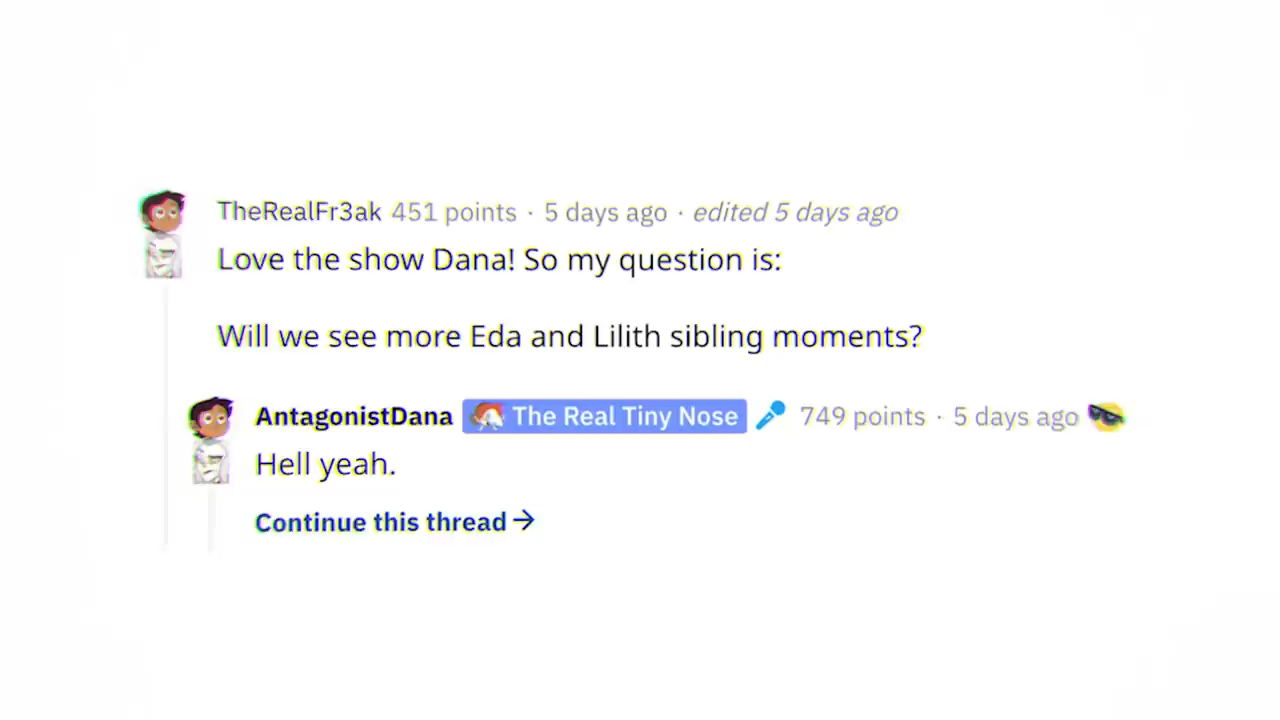 TheRealFr3ak 451 points · 5 days ago · edited 5 days ago
Love the show Dana! So my question is:
Will we see more Eda and Lilith sibling moments?
AntagonistDana The Real Tiny Nose 749 points · 5 days ago
Hell yeah.
Continue this thread→